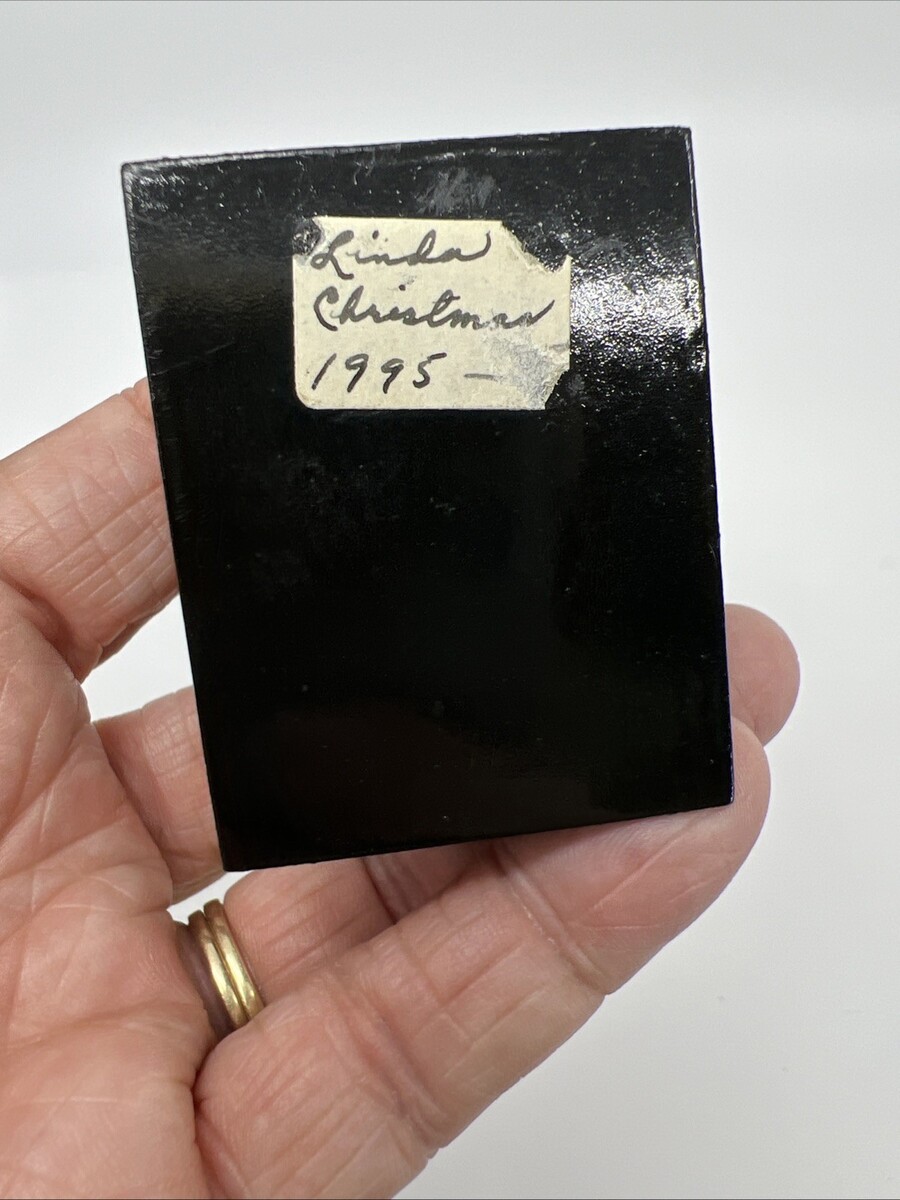 Linda
Christmas
1995 –